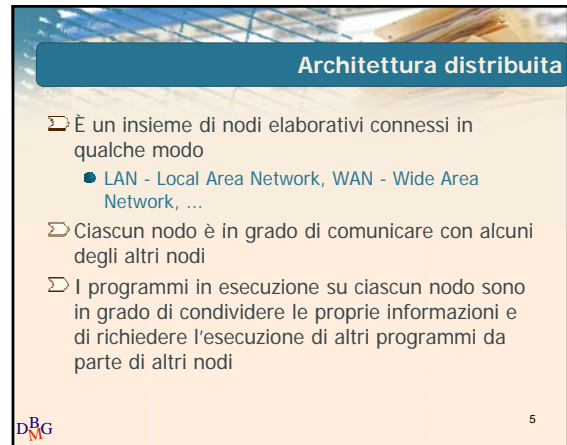 Architettura distribuita
È un insieme di nodi elaborativi connessi in
qualche modo
LAN - Local Area Network, WAN - Wide Area
Network, ...
Ciascun nodo è in grado di comunicare con alcuni
degli altri nodi
I programmi in esecuzione su ciascun nodo sono
in grado di condividere le proprie informazioni e
di richiedere l'esecuzione di altri programmi da
parte di altri nodi
DBMG
5